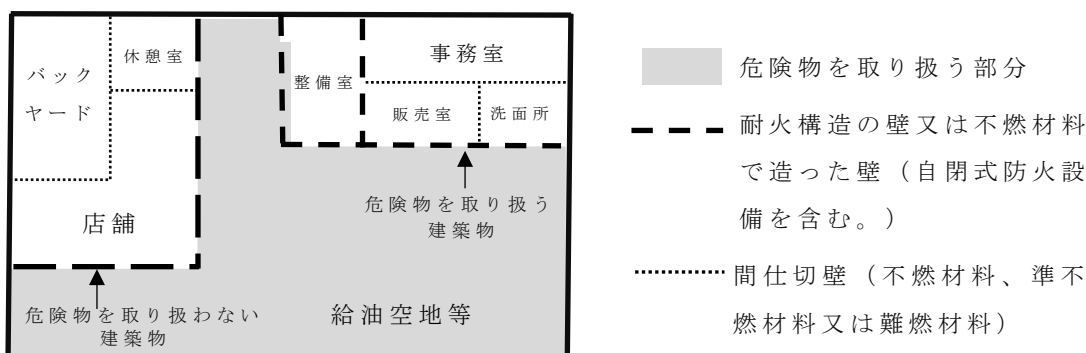 バック
ヤード
休憩室
店舗
整備室
事務室
販売室
洗面所
危険物を取り扱う
建築物
危険物を取り扱わない
建築物
給油空地等
危険物を取り扱う部分
耐火構造の壁又は不燃材料
で造った壁（自閉式防火設
備を含む。）
間仕切壁（不燃材料、準不
燃材料又は難燃材料）